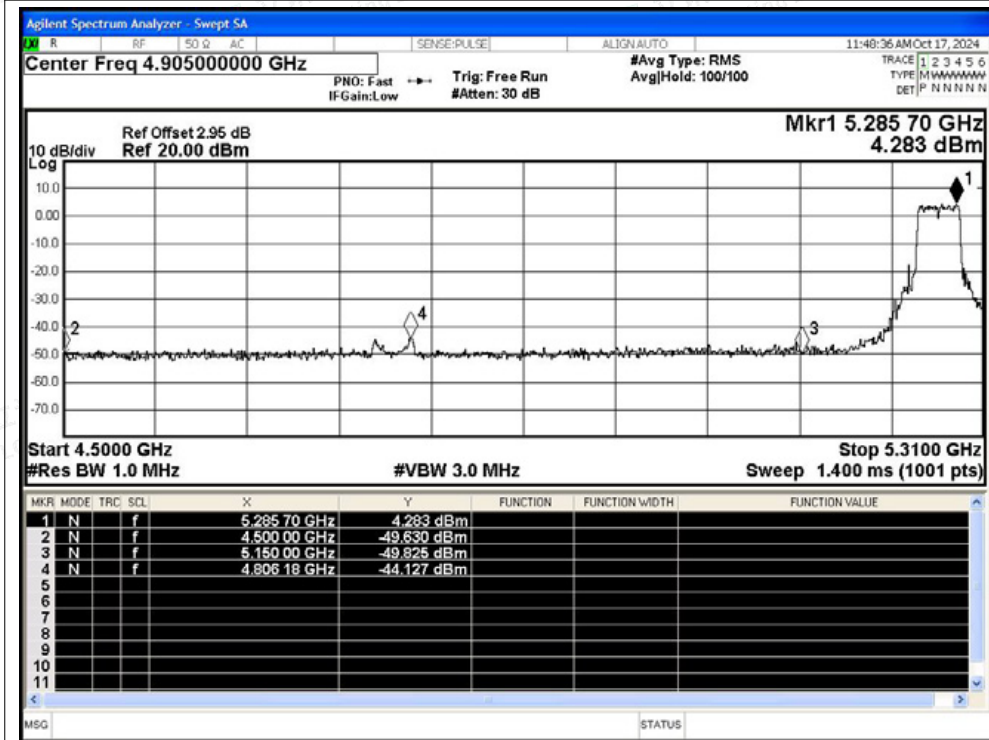 Agilent Spectrum Analyzer - Swept SA
LXI R RF 50 Ω AC SENSE:PULSE ALIGN AUTO 11:48:36 AM Oct 17, 2024
Center Freq 4.905000000 GHz #Avg Type: RMS TRACE 1 2 3 4 5 6
PNO: Fast Trig: Free Run Avg|Hold: 100/100 TYPE M WWWWW
IFGain:Low #Atten: 30 dB DET P N N N N N
Mkr1 5.285 70 GHz
Ref Offset 2.95 dB
10 dB/div Ref 20.00 dBm 4.283 dBm
Log
10.0
1
0.00
-10.0
-20.0
-30.0
4
-40.0
2
3
-50.0
-60.0
-70.0
Start 4.5000 GHz Stop 5.3100 GHz
#Res BW 1.0 MHz #VBW 3.0 MHz Sweep 1.400 ms (1001 pts)
MKR MODE TRC SCL X Y FUNCTION FUNCTION WIDTH FUNCTION VALUE
1 N f 5.285 70 GHz 4.283 dBm
2 N f 4.500 00 GHz -49.630 dBm
3 N f 5.150 00 GHz -49.825 dBm
4 N f 4.806 18 GHz -44.127 dBm
5
6
7
8
9
10
11
MSG STATUS